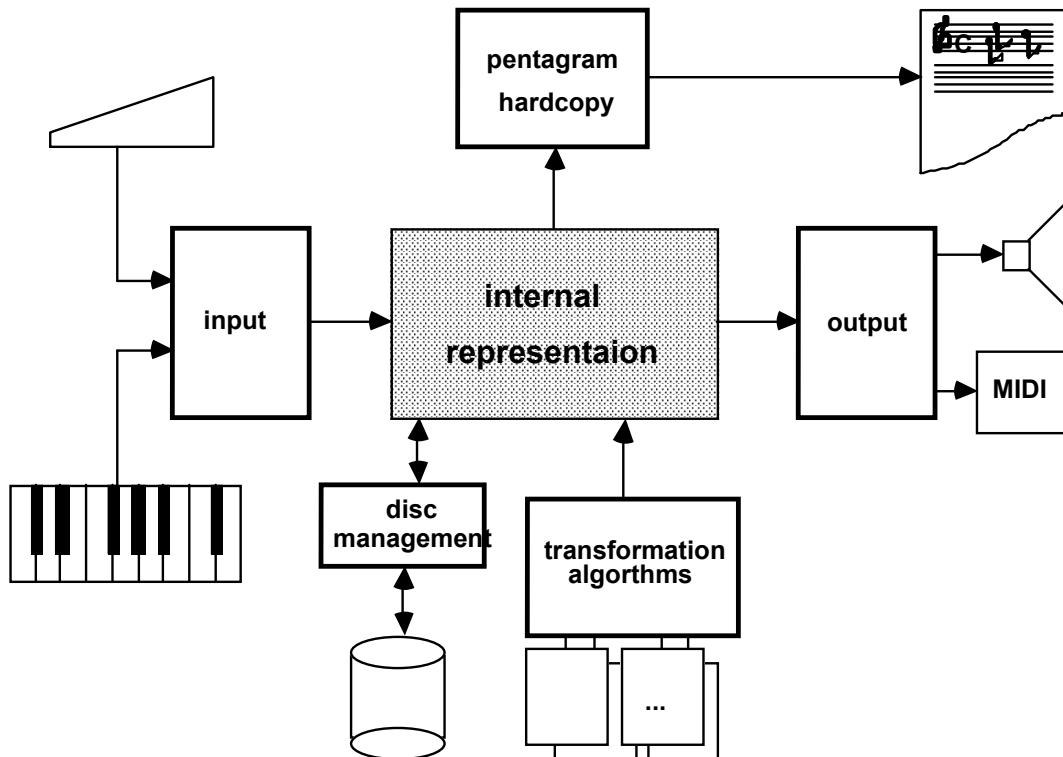 pentagram
hardcopy
C
input
internal
representaion
output
MIDI
disc
management
transformation
algorthms
...